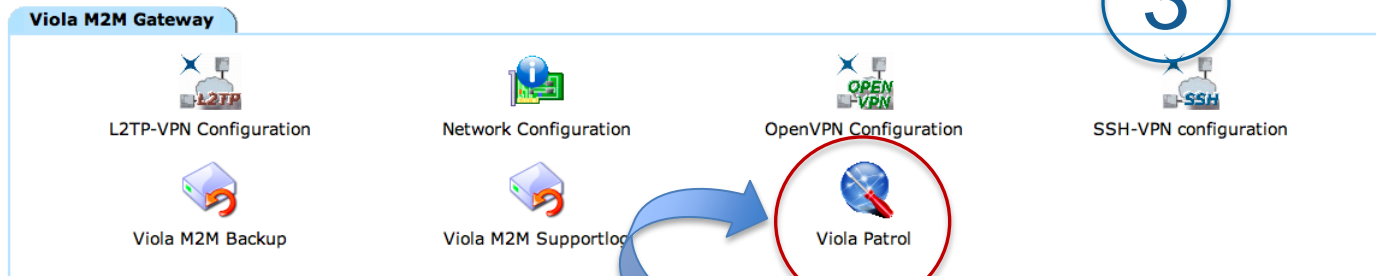 3
Viola M2M Gateway
L2TP
OPEN
VPN
SSH
L2TP-VPN Configuration
Network Configuration
OpenVPN Configuration
SSH-VPN configuration
Viola M2M Backup
Viola M2M Supportlog
Viola Patrol